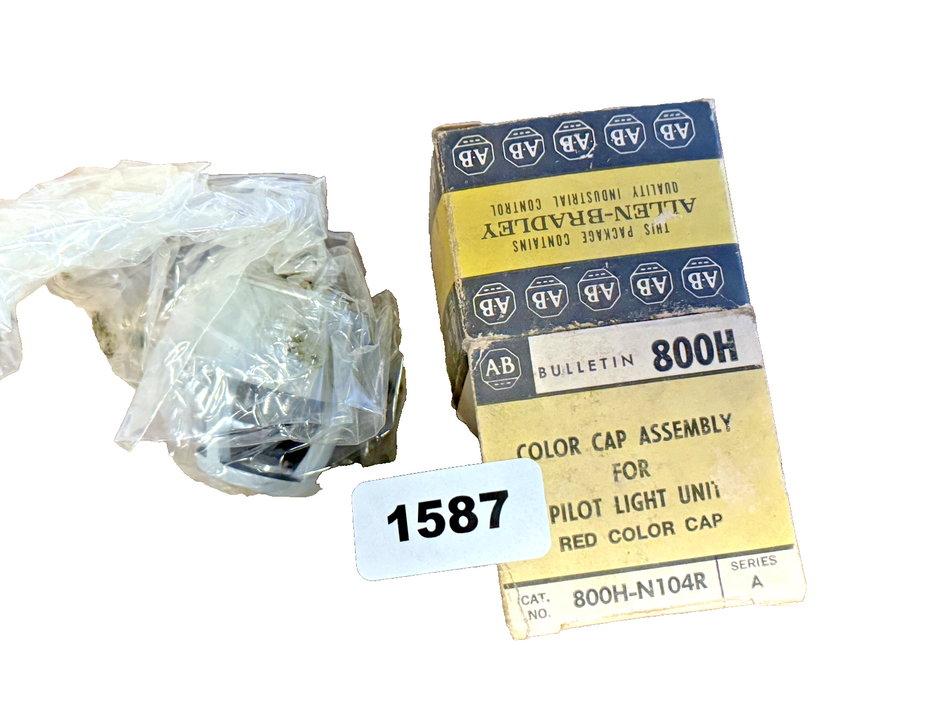 A·B A·B A·B A·B A·B
THIS PACKAGE CONTAINS
ALLEN-BRADLEY
QUALITY INDUSTRIAL CONTROL
A·B A·B A·B A·B A·B
A·B BULLETIN 800H
COLOR CAP ASSEMBLY
FOR
PILOT LIGHT UNIT
RED COLOR CAP
CAT. NO. 800H-N104R SERIES A
1587